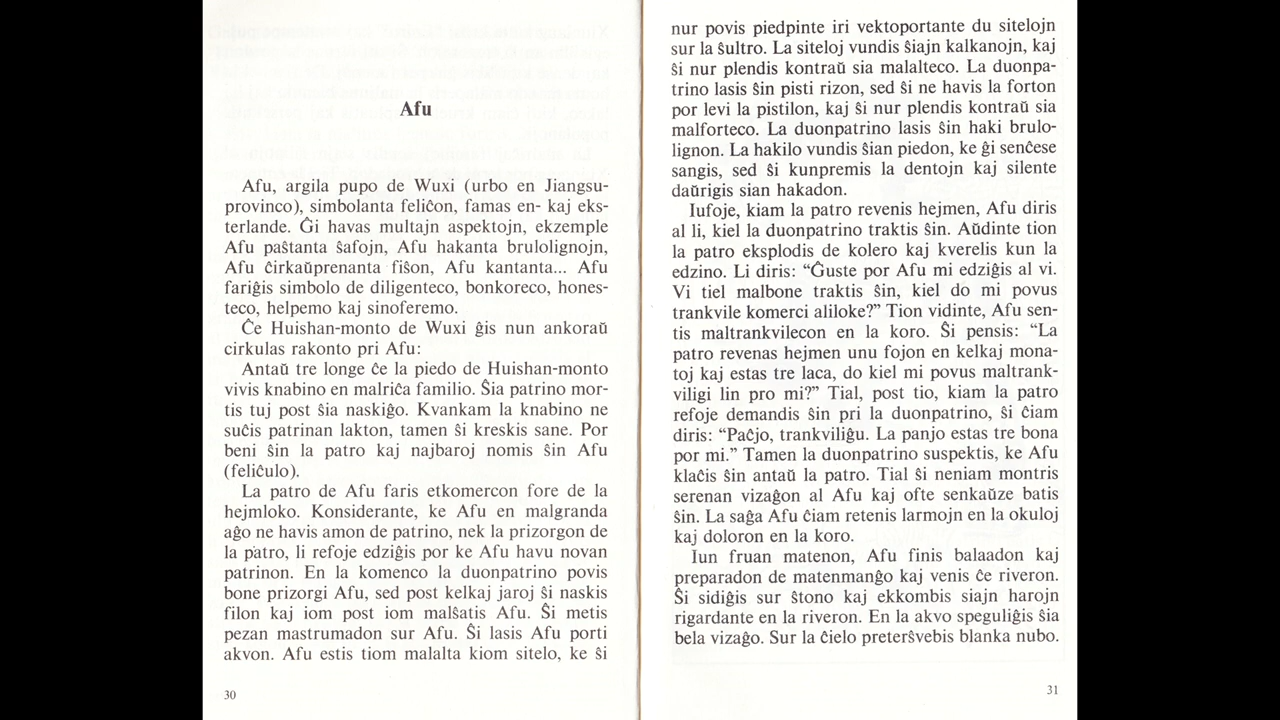 Afu
Afu, argila pupo de Wuxi (urbo en Jiangsu-
provinco), simbolanta feliĉon, famas en- kaj eks-
terlande. Ĝi havas multajn aspektojn, ekzemple
Afu paŝtanta ŝafojn, Afu hakanta brulolignojn,
Afu ĉirkaŭprenanta fiŝon, Afu kantanta... Afu
fariĝis simbolo de diligenteco, bonkoreco, hones-
teco, helpemo kaj sinoferemo.
Ĉe Huishan-monto de Wuxi ĝis nun ankoraŭ
cirkulas rakonto pri Afu:
Antaŭ tre longe ĉe la piedo de Huishan-monto
vivis knabino en malriĉa familio. Ŝia patrino mor-
tis tuj post ŝia naskiĝo. Kvankam la knabino ne
suĉis patrinan lakton, tamen ŝi kreskis sane. Por
beni ŝin la patro kaj najbaroj nomis ŝin Afu
(feliĉulo).
La patro de Afu faris etkomercon fore de la
hejmloko. Konsiderante, ke Afu en malgranda
aĝo ne havis amon de patrino, nek la prizorgon de
la patro, li refoje edziĝis por ke Afu havu novan
patrinon. En la komenco la duonpatrino povis
bone prizorgi Afu, sed post kelkaj jaroj ŝi naskis
filon kaj iom post iom malŝatis Afu. Ŝi metis
pezan mastrumadon sur Afu. Ŝi lasis Afu porti
akvon. Afu estis tiom malalta kiom sitelo, ke ŝi
30
nur povis piedpinte iri vektoportante du sitelojn
sur la ŝultro. La siteloj vundis ŝiajn kalkanojn, kaj
ŝi nur plendis kontraŭ sia malalteco. La duonpa-
trino lasis ŝin pisti rizon, sed ŝi ne havis la forton
por levi la pistilon, kaj ŝi nur plendis kontraŭ sia
malforteco. La duonpatrino lasis ŝin haki brulo-
lignon. La hakilo vundis ŝian piedon, ke ĝi senĉese
sangis, sed ŝi kunpremis la dentojn kaj silente
daŭrigis sian hakadon.
Iufoje, kiam la patro revenis hejmen, Afu diris
al li, kiel la duonpatrino traktis ŝin. Aŭdinte tion
la patro eksplodis de kolero kaj kverelis kun la
edzino. Li diris: “Ĝuste por Afu mi edziĝis al vi.
Vi tiel malbone traktis ŝin, kiel do mi povus
trankvile komerci aliloke?” Tion vidinte, Afu sen-
tis maltrankvilecon en la koro. Ŝi pensis: “La
patro revenas hejmen unu fojon en kelkaj mona-
toj kaj estas tre laca, do kiel mi povus maltrank-
viligi lin pro mi?” Tial, post tio, kiam la patro
refoje demandis ŝin pri la duonpatrino, ŝi ĉiam
diris: “Paĉjo, trankviliĝu. La panjo estas tre bona
por mi.” Tamen la duonpatrino suspektis, ke Afu
klaĉis ŝin antaŭ la patro. Tial ŝi neniam montris
serenan vizaĝon al Afu kaj ofte senkaŭze batis
ŝin. La saĝa Afu ĉiam retenis larmojn en la okuloj
kaj doloron en la koro.
Iun fruan matenon, Afu finis balaadon kaj
preparadon de matenmanĝo kaj venis ĉe riveron.
Ŝi sidiĝis sur ŝtono kaj ekkombis siajn harojn
rigardante en la riveron. En la akvo speguliĝis ŝia
bela vizaĝo. Sur la ĉielo preterŝvebis blanka nubo.
31